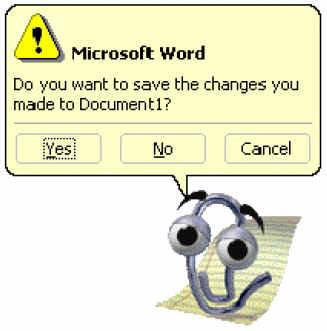 Microsoft Word
Do you want to save the changes you
made to Document1?
Yes No Cancel